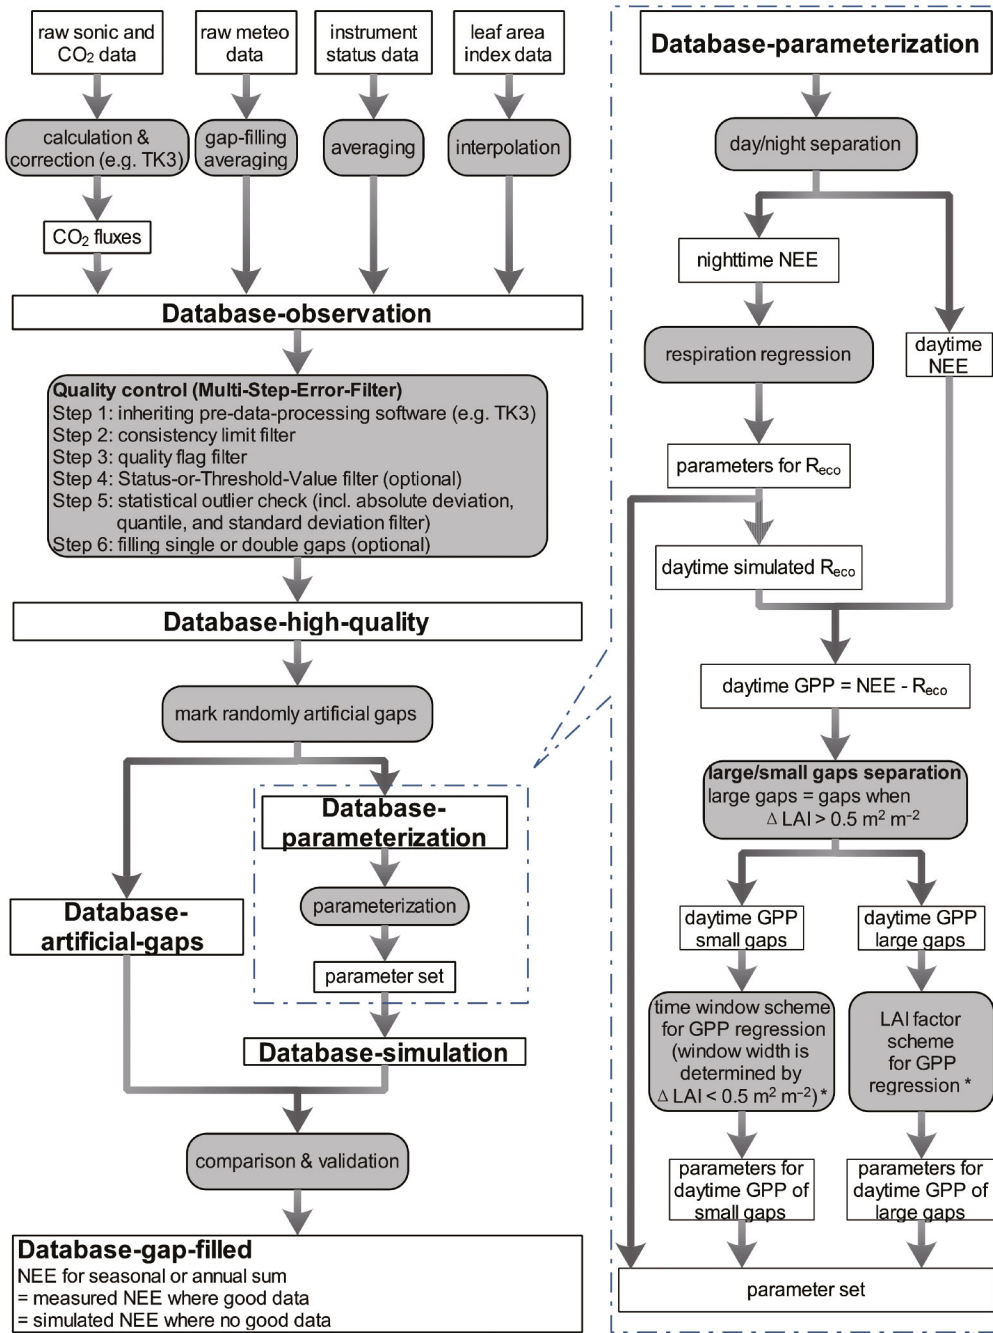 raw sonic and
CO₂ data
raw meteo
data
instrument
status data
leaf area
index data
calculation &
correction (e.g. TK3)
gap-filling
averaging
averaging
interpolation
CO₂ fluxes
Database-observation
Quality control (Multi-Step-Error-Filter)
Step 1: inheriting pre-data-processing software (e.g. TK3)
Step 2: consistency limit filter
Step 3: quality flag filter
Step 4: Status-or-Threshold-Value filter (optional)
Step 5: statistical outlier check (incl. absolute deviation,
quantile, and standard deviation filter)
Step 6: filling single or double gaps (optional)
Database-high-quality
mark randomly artificial gaps
Database-
parameterization
parameterization
parameter set
Database-
artificial-gaps
Database-simulation
comparison & validation
Database-gap-filled
NEE for seasonal or annual sum
= measured NEE where good data
= simulated NEE where no good data
Database-parameterization
day/night separation
nighttime NEE
respiration regression
daytime
NEE
parameters for Rₑcₒ
daytime simulated Rₑcₒ
daytime GPP = NEE - Rₑcₒ
large/small gaps separation
large gaps = gaps when
Δ LAI > 0.5 m² m⁻²
daytime GPP
small gaps
daytime GPP
large gaps
time window scheme
for GPP regression
(window width is
determined by
Δ LAI < 0.5 m² m⁻²) *
LAI factor
scheme
for GPP
regression *
parameters for
daytime GPP of
small gaps
parameters for
daytime GPP of
large gaps
parameter set